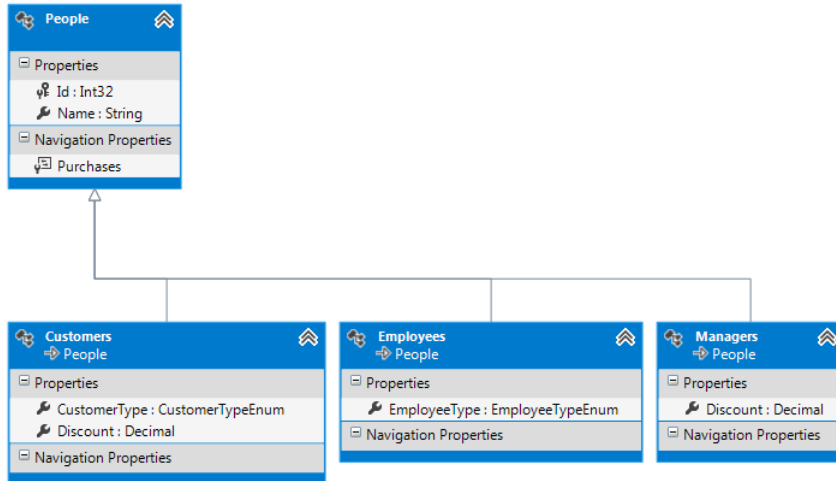 People
Properties
Id : Int32
Name : String
Navigation Properties
Purchases
Customers
People
Properties
CustomerType : CustomerTypeEnum
Discount : Decimal
Navigation Properties
Employees
People
Properties
EmployeeType : EmployeeTypeEnum
Navigation Properties
Managers
People
Properties
Discount : Decimal
Navigation Properties